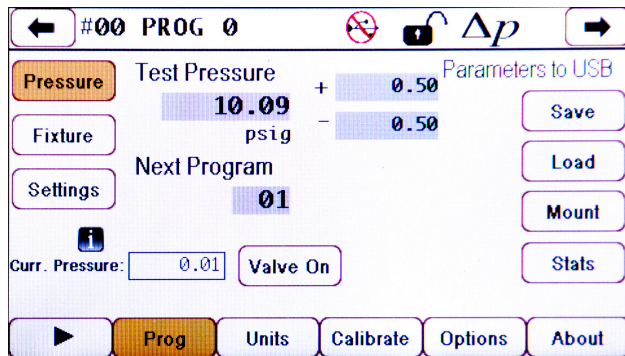 #00 PROG 0 Δp
Pressure
Fixture
Settings
Test Pressure
10.09
psig
+ 0.50
- 0.50
Next Program
01
Parameters to USB
Save
Load
Mount
Stats
i
Curr. Pressure: 0.01 Valve On
Prog Units Calibrate Options About